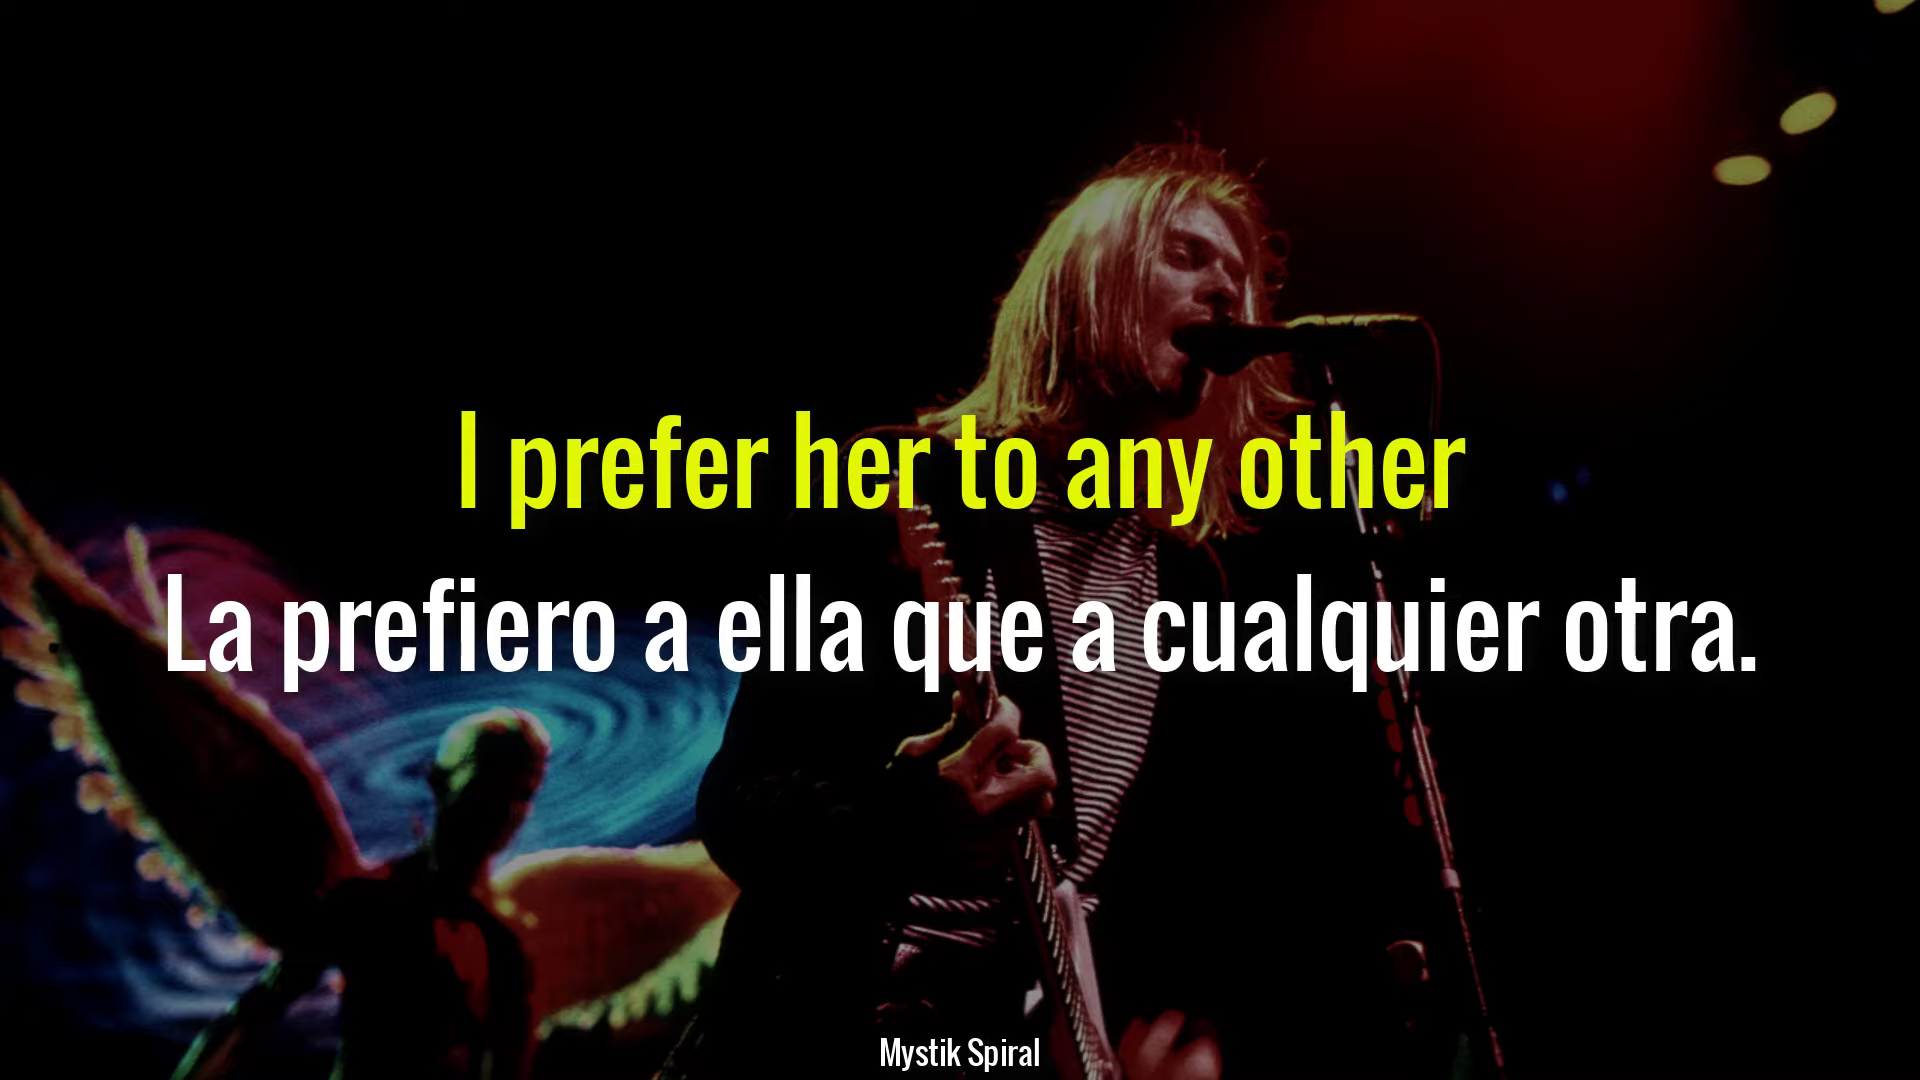 I prefer her to any other
La prefiero a ella que a cualquier otra.
Mystik Spiral